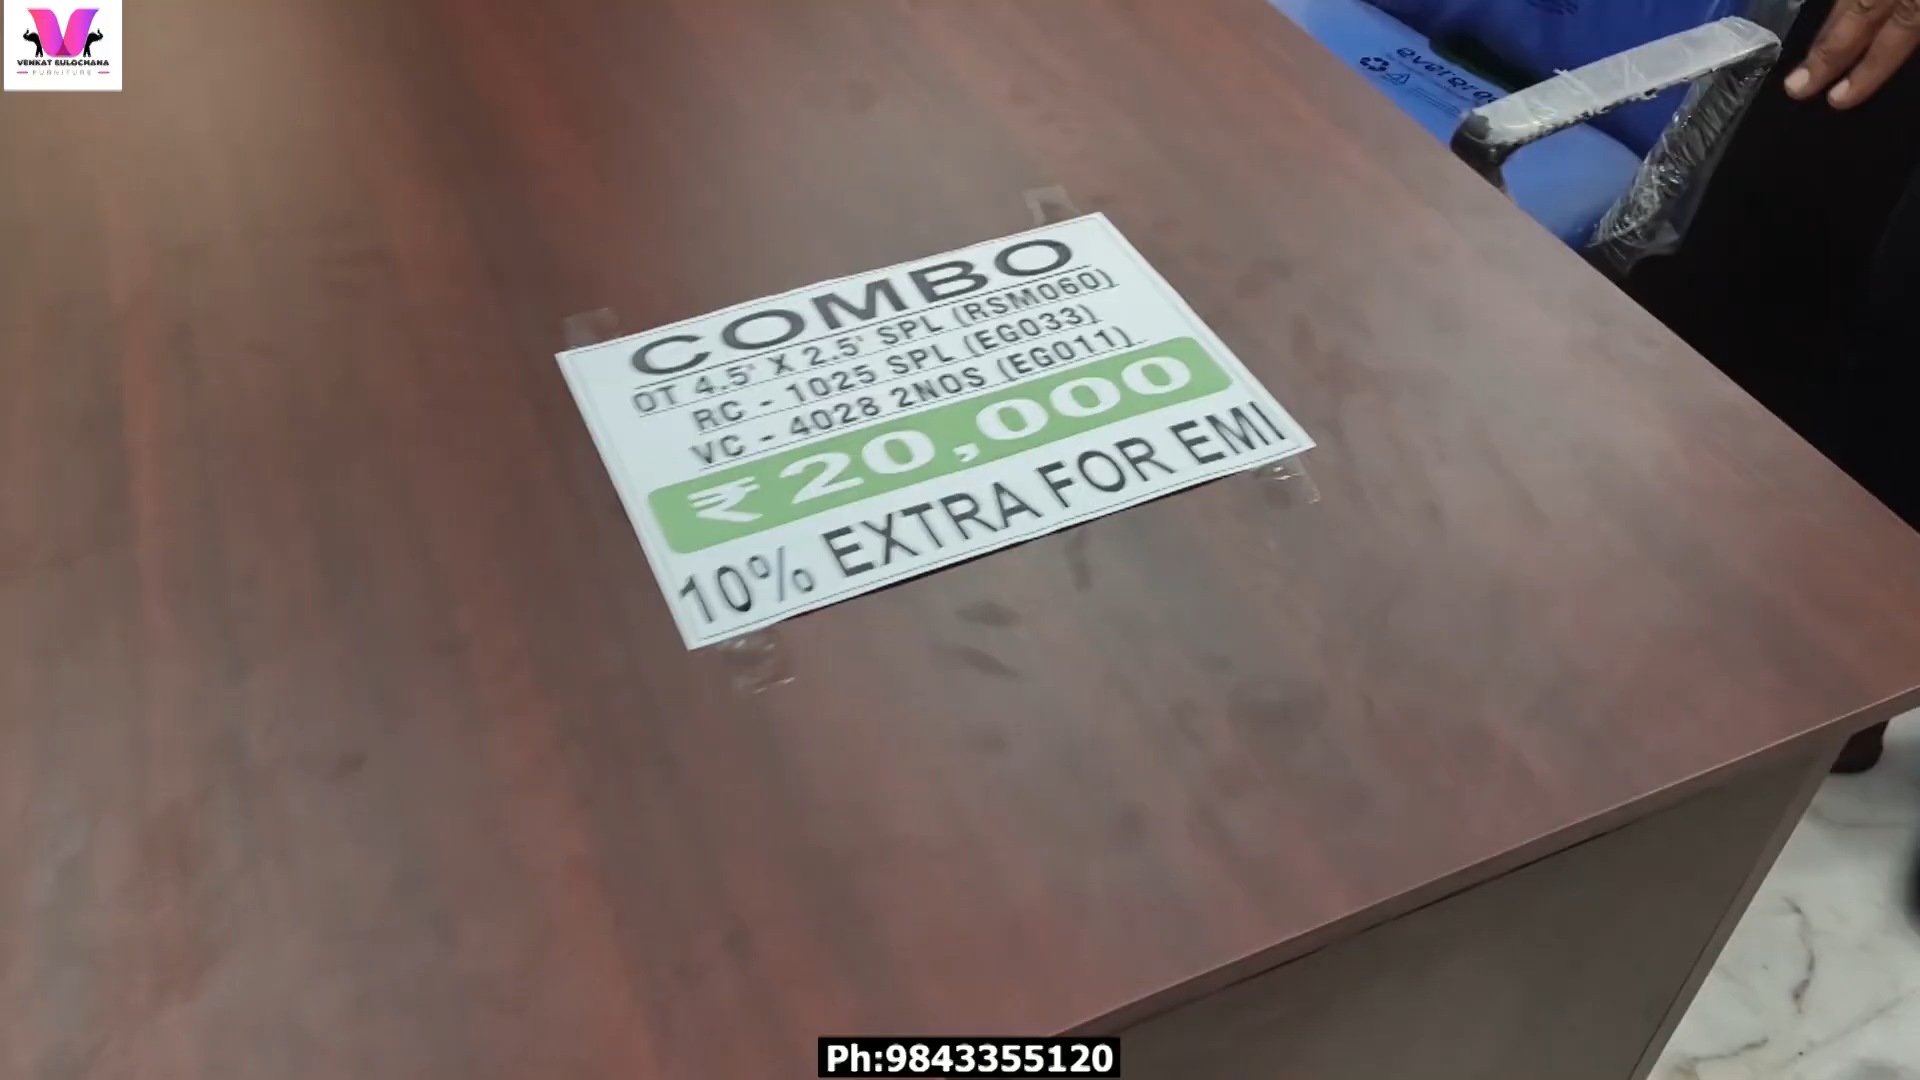 VENKAT SULOCHANA
FURNITURE
COMBO
OT 4.5' X 2.5' SPL (RSM060)
RC - 1025 SPL (EG033)
VC - 4028 2NOS (EG011)
₹20,000
10% EXTRA FOR EMI
Ph:9843355120